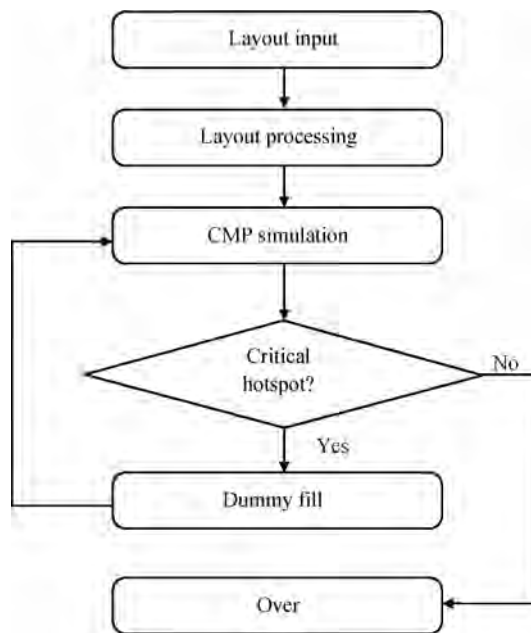 Layout input
Layout processing
CMP simulation
Critical
hotspot?
No
Yes
Dummy fill
Over